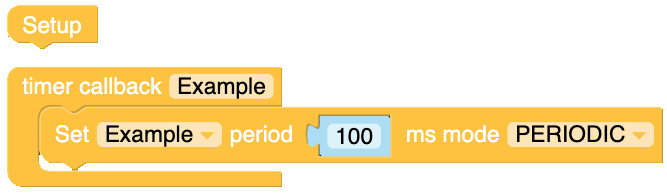 Setup
timer callback Example
Set Example period 100 ms mode PERIODIC